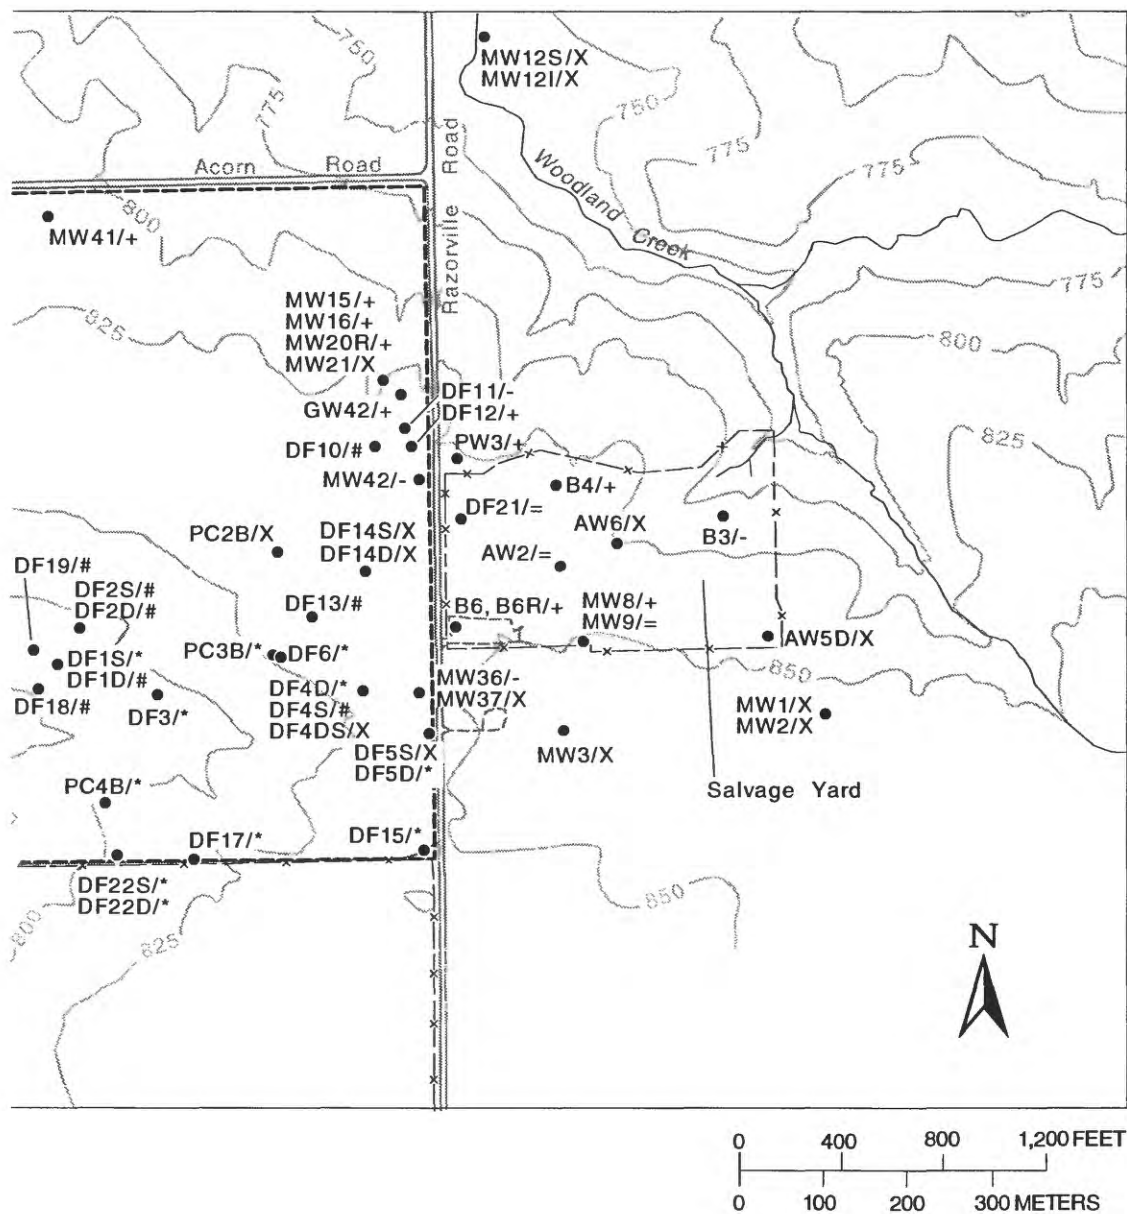 750
775
MW12S/X
MW12I/X
750
775
775
Acorn Road
Razorville Road
Woodland Creek
800
MW41/+
825
775
800
MW15/+
MW16/+
MW20R/+
MW21/X
GW42/+
DF11/-
DF12/+
DF10/#
PW3/+
825
MW42/-
B4/+
DF21/=
DF14S/X
DF14D/X
AW6/X
B3/-
PC2B/X
AW2/=
DF19/#
DF2S/#
DF2D/#
DF13/#
B6, B6R/+
MW8/+
MW9/=
AW5D/X
DF1S/*
DF1D/#
PC3B/*
DF6/*
850
DF18/#
DF3/*
DF4D/*
DF4S/#
DF4DS/X
MW36/-
MW37/X
MW1/X
MW2/X
DF5S/X
DF5D/*
MW3/X
PC4B/*
Salvage Yard
DF17/*
DF15/*
DF22S/*
DF22D/*
850
800
825
N
0 400 800 1,200 FEET
0 100 200 300 METERS